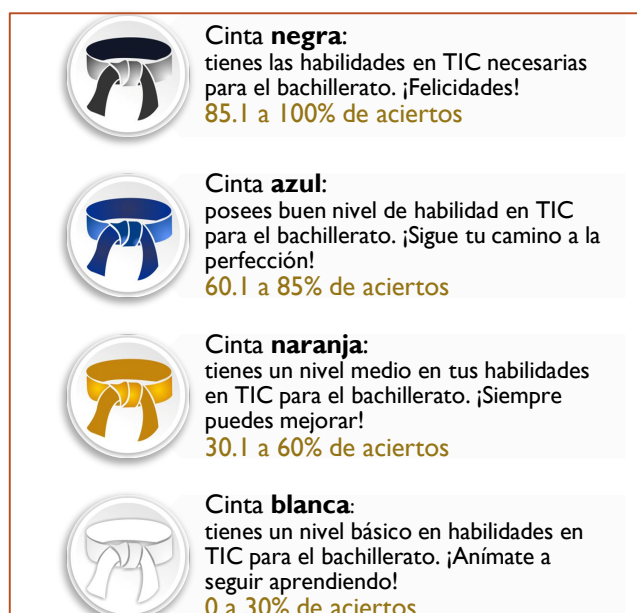 Cinta negra:
tienes las habilidades en TIC necesarias
para el bachillerato. ¡Felicidades!
85.1 a 100% de aciertos
Cinta azul:
posees buen nivel de habilidad en TIC
para el bachillerato. ¡Sigue tu camino a la
perfección!
60.1 a 85% de aciertos
Cinta naranja:
tienes un nivel medio en tus habilidades
en TIC para el bachillerato. ¡Siempre
puedes mejorar!
30.1 a 60% de aciertos
Cinta blanca:
tienes un nivel básico en habilidades en
TIC para el bachillerato. ¡Anímate a
seguir aprendiendo!
0 a 30% de aciertos